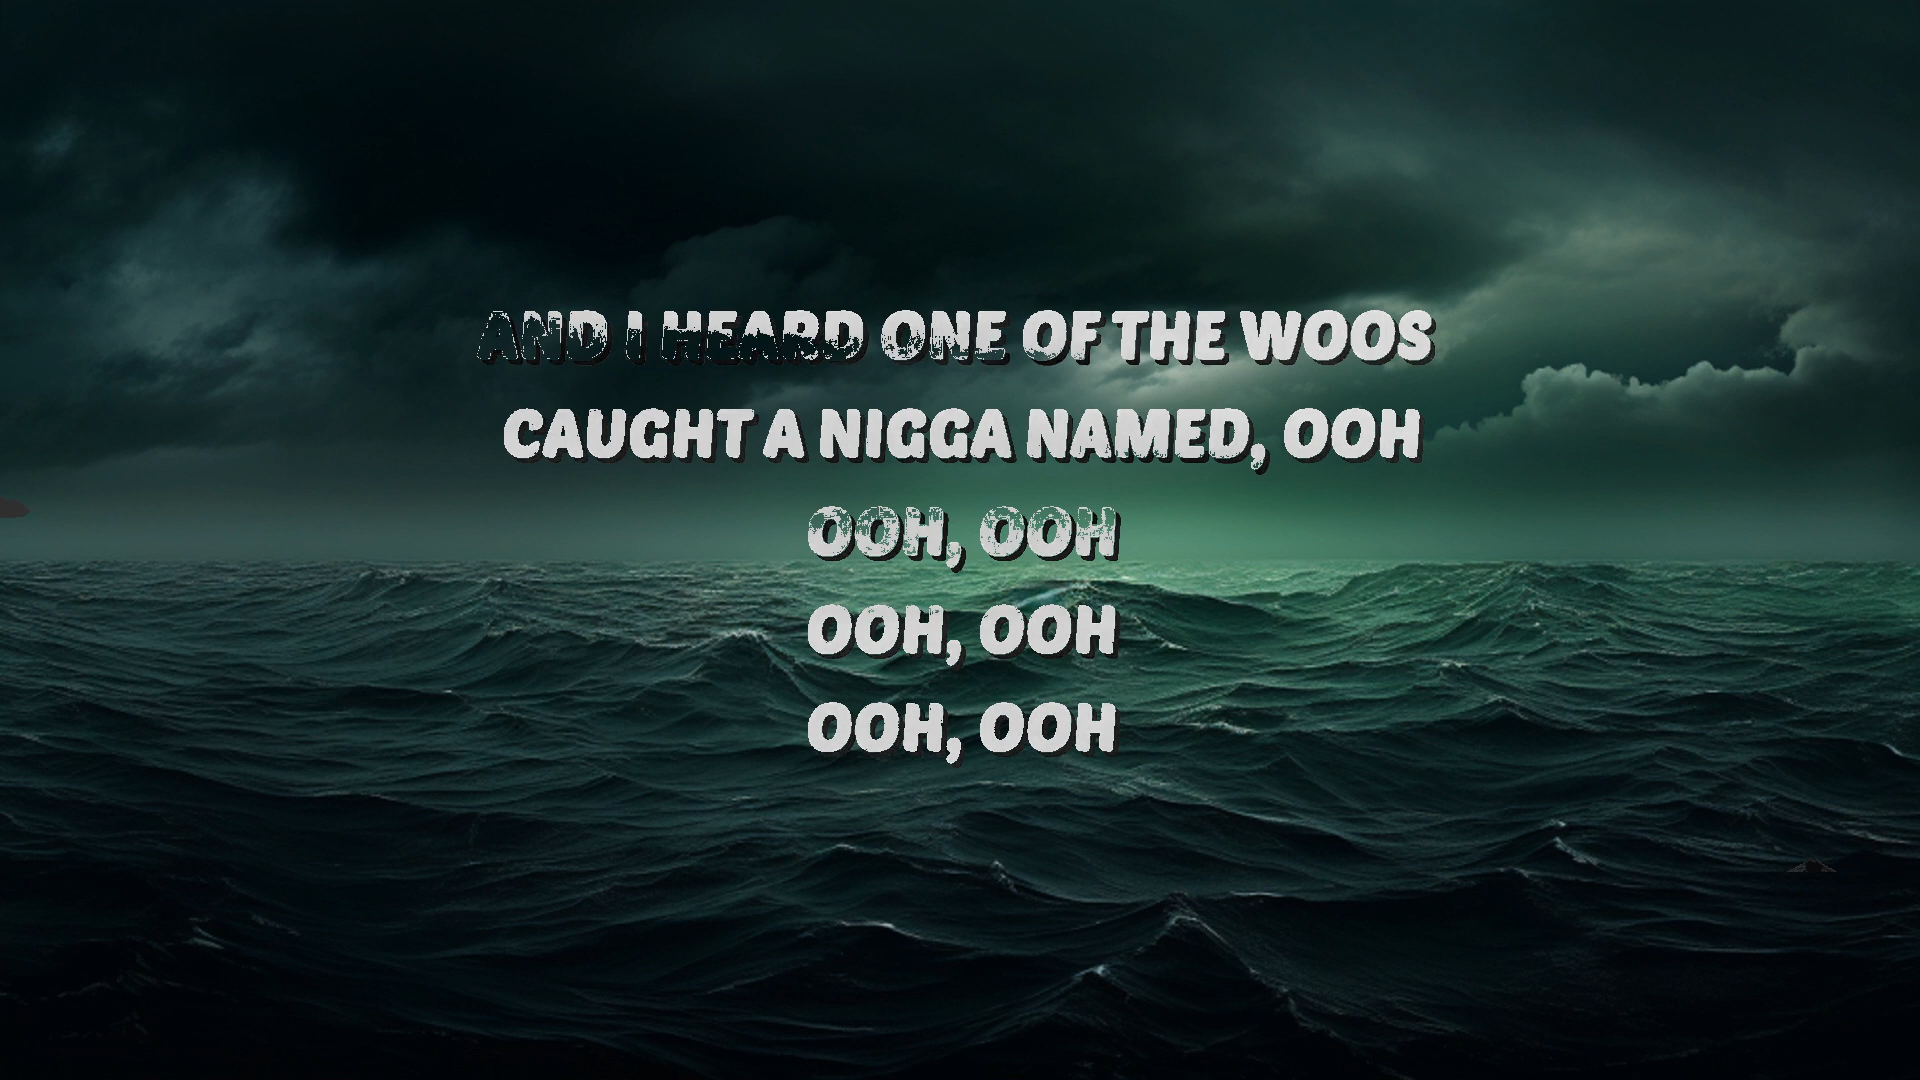 AND I HEARD ONE OF THE WOOS
CAUGHT A NIGGA NAMED, OOH
OOH, OOH
OOH, OOH
OOH, OOH